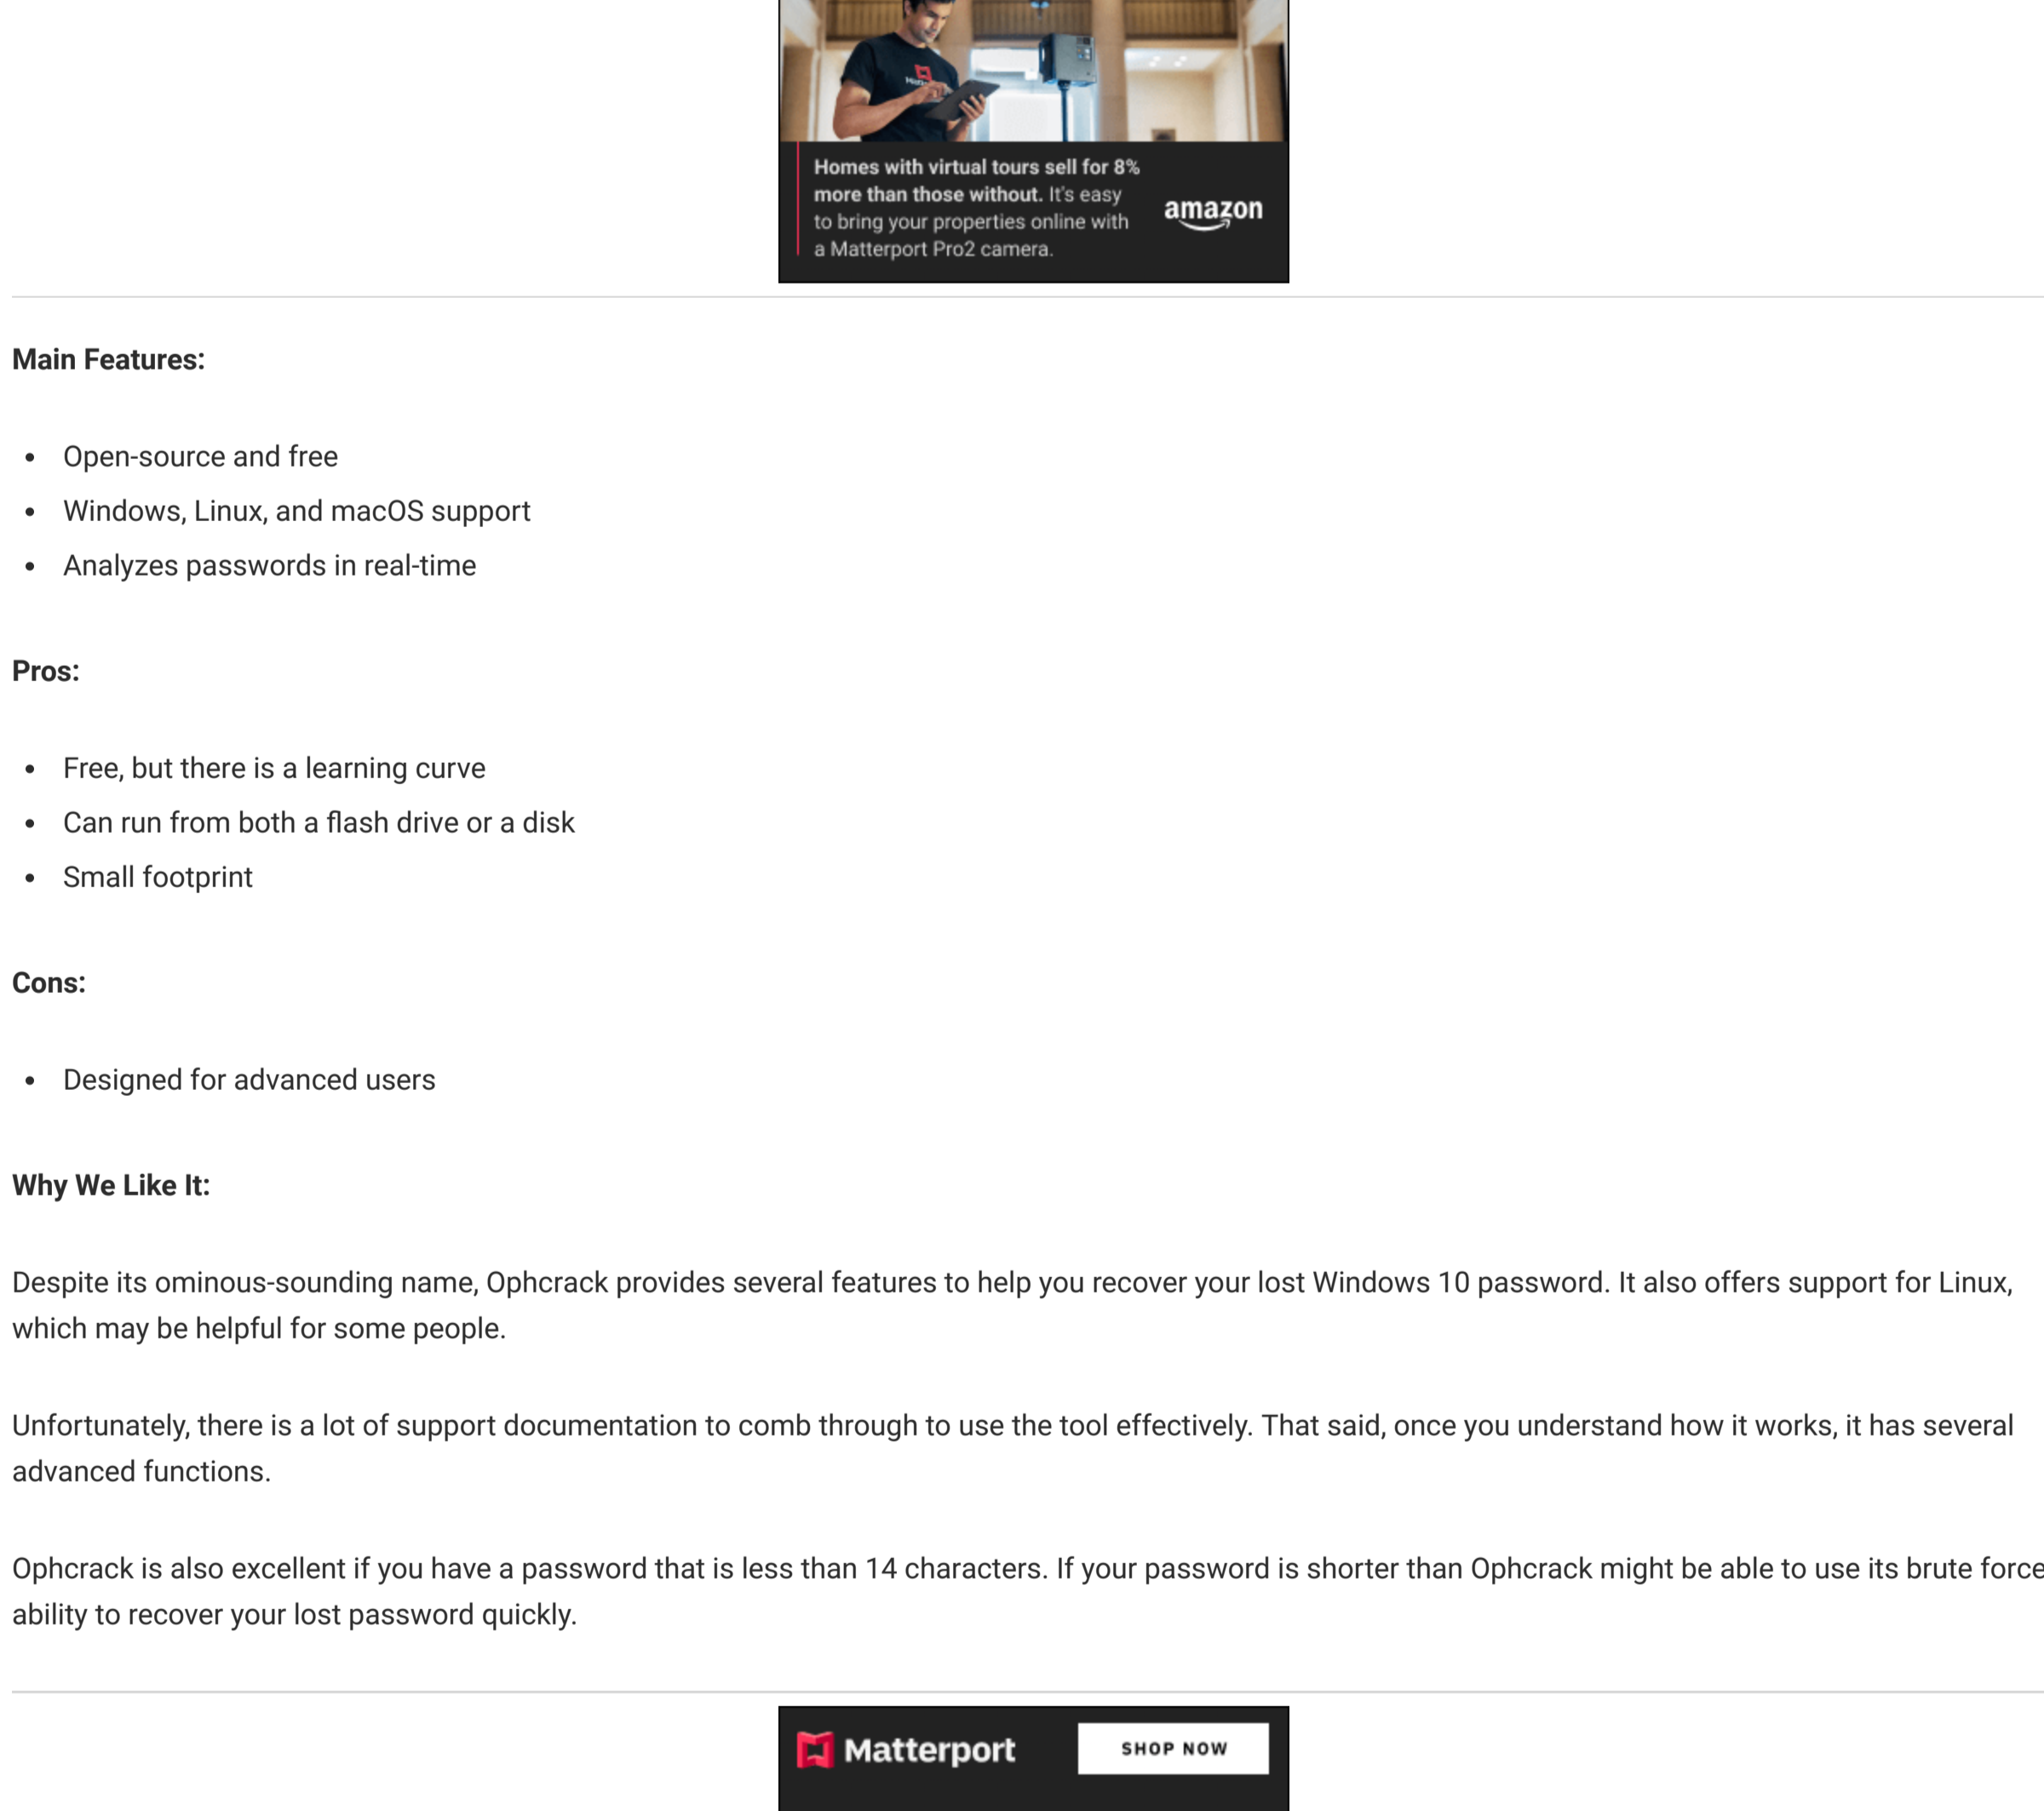 Homes with virtual tours sell for 8%
more than those without. It's easy
to bring your properties online with
a Matterport Pro2 camera.
amazon
Main Features:
• Open-source and free
• Windows, Linux, and macOS support
• Analyzes passwords in real-time
Pros:
• Free, but there is a learning curve
• Can run from both a flash drive or a disk
• Small footprint
Cons:
• Designed for advanced users
Why We Like It:
Despite its ominous-sounding name, Ophcrack provides several features to help you recover your lost Windows 10 password. It also offers support for Linux,
which may be helpful for some people.
Unfortunately, there is a lot of support documentation to comb through to use the tool effectively. That said, once you understand how it works, it has several
advanced functions.
Ophcrack is also excellent if you have a password that is less than 14 characters. If your password is shorter than Ophcrack might be able to use its brute force
ability to recover your lost password quickly.
Matterport
SHOP NOW